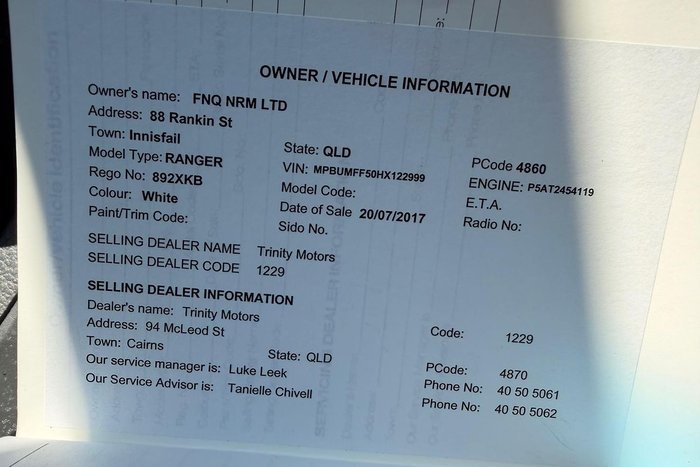 OWNER / VEHICLE INFORMATION
Owner's name: FNQ NRM LTD
Address: 88 Rankin St
Town: Innisfail State: QLD PCode 4860
Model Type: RANGER VIN: MPBUMFF50HX122999 ENGINE: P5AT2454119
Rego No: 892XKB Model Code: E.T.A.
Colour: White Date of Sale 20/07/2017 Radio No:
Paint/Trim Code: Sido No.
SELLING DEALER NAME Trinity Motors
SELLING DEALER CODE 1229
SELLING DEALER INFORMATION
Dealer's name: Trinity Motors Code: 1229
Address: 94 McLeod St
Town: Cairns State: QLD PCode: 4870
Our service manager is: Luke Leek Phone No: 40 50 5061
Our Service Advisor is: Tanielle Chivell Phone No: 40 50 5062